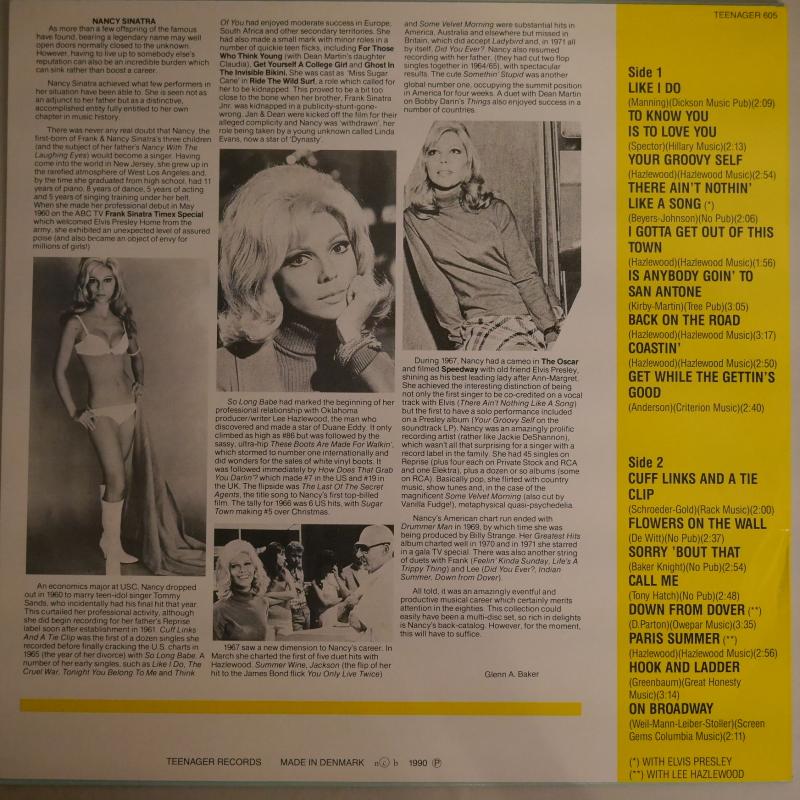 NANCY SINATRA
As more than a few offspring of the famous
have found, bearing a legendary name may well
open doors normally closed to the unknown.
However, having to live up to somebody else's
reputation can also be an incredible burden which
can sink rather than boost a career.
Nancy Sinatra achieved what few performers in
her situation have been able to. She is seen not as
an adjunct to her father but as a distinctive,
accomplished entity fully entitled to her own
chapter in music history.
There was never any real doubt that Nancy, the
first-born of Frank & Nancy Sinatra's three children
(and the subject of her father's Nancy With The
Laughing Eyes) would become a singer. Having
come into the world in New Jersey, she grew up in
the rarefied atmosphere of West Los Angeles and,
by the time she graduated from high school, had 11
years of piano, 8 years of dance, 5 years of acting
and 5 years of singing training under her belt.
When she made her professional debut in May
1960 on the ABC TV Frank Sinatra Timex Special
which welcomed Elvis Presley Home from the
army, she exhibited an unexpected level of assured
poise (and also became an object of envy for
millions of girls!)
An economics major at USC, Nancy dropped
out in 1960 to marry teen-idol singer Tommy
Sands, who incidentally had his final hit that year.
This curtailed her professional activity, although
she did begin recording for her father's Reprise
label soon after establishment in 1961. Cuff Links
And A Tie Clip was the first of a dozen singles she
recorded before finally cracking the U.S. charts in
1965 (the year of her divorce) with So Long Babe. A
number of her early singles, such as Like I Do, The
Cruel War, Tonight You Belong To Me and Think
Of You had enjoyed moderate success in Europe,
South Africa and other secondary territories. She
had also made a small mark with minor roles in a
number of quickie teen flicks, including For Those
Who Think Young (with Dean Martin's daughter
Claudia), Get Yourself A College Girl and Ghost In
The Invisible Bikini. She was cast as 'Miss Sugar
Cane' in Ride The Wild Surf, a role which called for
her to be kidnapped. This proved to be a bit too
close to the bone when her brother, Frank Sinatra
Jnr. was kidnapped in a publicity-stunt-gone-
wrong. Jan & Dean were kicked off the film for their
alleged complicity and Nancy was 'withdrawn', her
role being taken by a young unknown called Linda
Evans, now a star of 'Dynasty'.
So Long Babe had marked the beginning of her
professional relationship with Oklahoma
producer/writer Lee Hazlewood, the man who
discovered and made a star of Duane Eddy. It only
climbed as high as #86 but was followed by the
sassy, ultra-hip These Boots Are Made For Walkin',
which stormed to number one internationally and
did wonders for the sales of white vinyl boots. It
was followed immediately by How Does That Grab
You Darlin'? which made #7 in the US and #19 in
the UK. The flipside was The Last Of The Secret
Agents, the title song to Nancy's first top-billed
film. The tally for 1966 was 6 US hits, with Sugar
Town making #5 over Christmas.
1967 saw a new dimension to Nancy's career. In
March she charted the first of five duet hits with
Hazlewood. Summer Wine, Jackson (the flip of her
hit to the James Bond flick You Only Live Twice)
and Some Velvet Morning were substantial hits in
America, Australia and elsewhere but missed in
Britain, which did accept Ladybird and, in 1971 all
by itself, Did You Ever?. Nancy also resumed
recording with her father, (they had cut two flop
singles together in 1964/65), with spectacular
results. The cute Somethin' Stupid was another
global number one, occupying the summit position
in America for four weeks. A duet with Dean Martin
on Bobby Darin's Things also enjoyed success in a
number of countries.
During 1967, Nancy had a cameo in The Oscar
and filmed Speedway with old friend Elvis Presley,
shining as his best leading lady after Ann-Margret.
She achieved the interesting distinction of being
not only the first singer to be co-credited on a vocal
track with Elvis (There Ain't Nothing Like A Song)
but the first to have a solo performance included
on a Presley album (Your Groovy Self on the
soundtrack LP). Nancy was an amazingly prolific
recording artist (rather like Jackie DeShannon),
which wasn't all that surprising for a singer with a
record label in the family. She had 45 singles on
Reprise (plus four each on Private Stock and RCA
and one Elektra), plus a dozen or so albums (some
on RCA). Basically pop, she flirted with country
music, show tunes and, in the case of the
magnificent Some Velvet Morning (also cut by
Vanilla Fudge!), metaphysical quasi-psychedelia.
Nancy's American chart run ended with
Drummer Man in 1969, by which time she was
being produced by Billy Strange. Her Greatest Hits
album charted well in 1970 and in 1971 she starred
in a gala TV special. There was also another string
of duets with Frank (Feelin' Kinda Sunday, Life's A
Trippy Thing) and Lee (Did You Ever?, Indian
Summer, Down from Dover).
All told, it was an amazingly eventful and
productive musical career which certainly merits
attention in the eighties. This collection could
easily have been a multi-disc set, so rich in delights
is Nancy's back-catalog. However, for the moment,
this will have to suffice.
Glenn A. Baker
TEENAGER RECORDS MADE IN DENMARK n©b 1990 ℗
TEENAGER 605
Side 1
LIKE I DO
(Manning)(Dickson Music Pub)(2:09)
TO KNOW YOU
IS TO LOVE YOU
(Spector)(Hillary Music)(2:13)
YOUR GROOVY SELF
(Hazlewood)(Hazlewood Music)(2:54)
THERE AIN'T NOTHIN'
LIKE A SONG (*)
(Beyers-Johnson)(No Pub)(2:06)
I GOTTA GET OUT OF THIS
TOWN
(Hazlewood)(Hazlewood Music)(1:56)
IS ANYBODY GOIN' TO
SAN ANTONE
(Kirby-Martin)(Tree Pub)(3:05)
BACK ON THE ROAD
(Hazlewood)(Hazlewood Music)(3:17)
COASTIN'
(Hazlewood)(Hazlewood Music)(2:50)
GET WHILE THE GETTIN'S
GOOD
(Anderson)(Criterion Music)(2:40)
Side 2
CUFF LINKS AND A TIE
CLIP
(Schroeder-Gold)(Rack Music)(2:00)
FLOWERS ON THE WALL
(De Witt)(No Pub)(2:37)
SORRY 'BOUT THAT
(Baker Knight)(No Pub)(2:54)
CALL ME
(Tony Hatch)(No Pub)(2:48)
DOWN FROM DOVER (**)
(D.Parton)(Owepar Music)(3:35)
PARIS SUMMER (**)
(Hazlewood)(Hazlewood Music)(2:56)
HOOK AND LADDER
(Greenbaum)(Great Honesty
Music)(3:14)
ON BROADWAY
(Weil-Mann-Leiber-Stoller)(Screen
Gems Columbia Music)(2:11)
(*) WITH ELVIS PRESLEY
(**) WITH LEE HAZLEWOOD